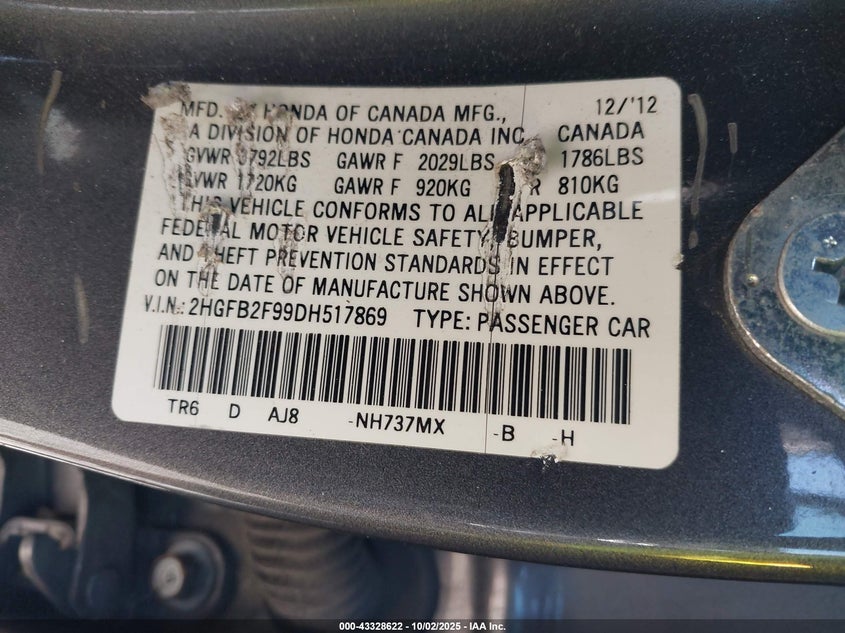 MFD. HONDA OF CANADA MFG., 12/'12
A DIVISION OF HONDA CANADA INC. CANADA
GVWR 3792LBS GAWR F 2029LBS 1786LBS
GVWR 1720KG GAWR F 920KG R 810KG
THIS VEHICLE CONFORMS TO ALL APPLICABLE
FEDERAL MOTOR VEHICLE SAFETY, BUMPER,
AND THEFT PREVENTION STANDARDS IN EFFECT
ON THE DATE OF MANUFACTURE SHOWN ABOVE.
V.I.N.: 2HGFB2F99DH517869 TYPE: PASSENGER CAR
TR6 D AJ8 -NH737MX -B -H
000-43328622 - 10/02/2025 - IAA Inc.